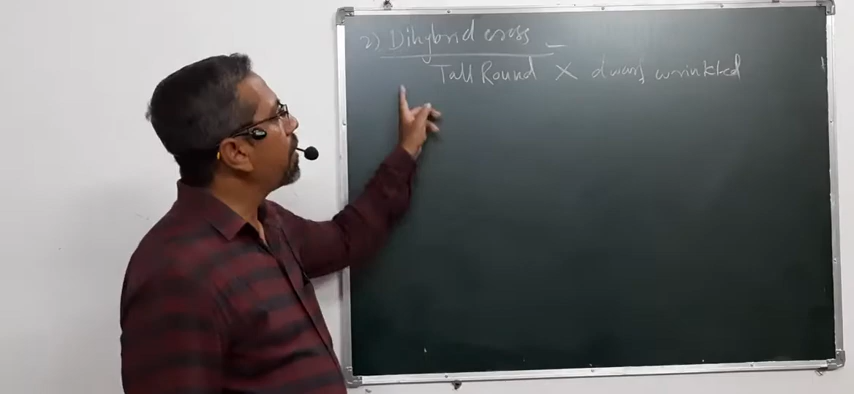 2) Dihybrid cross –
Tall Round X dwarf wrinkled